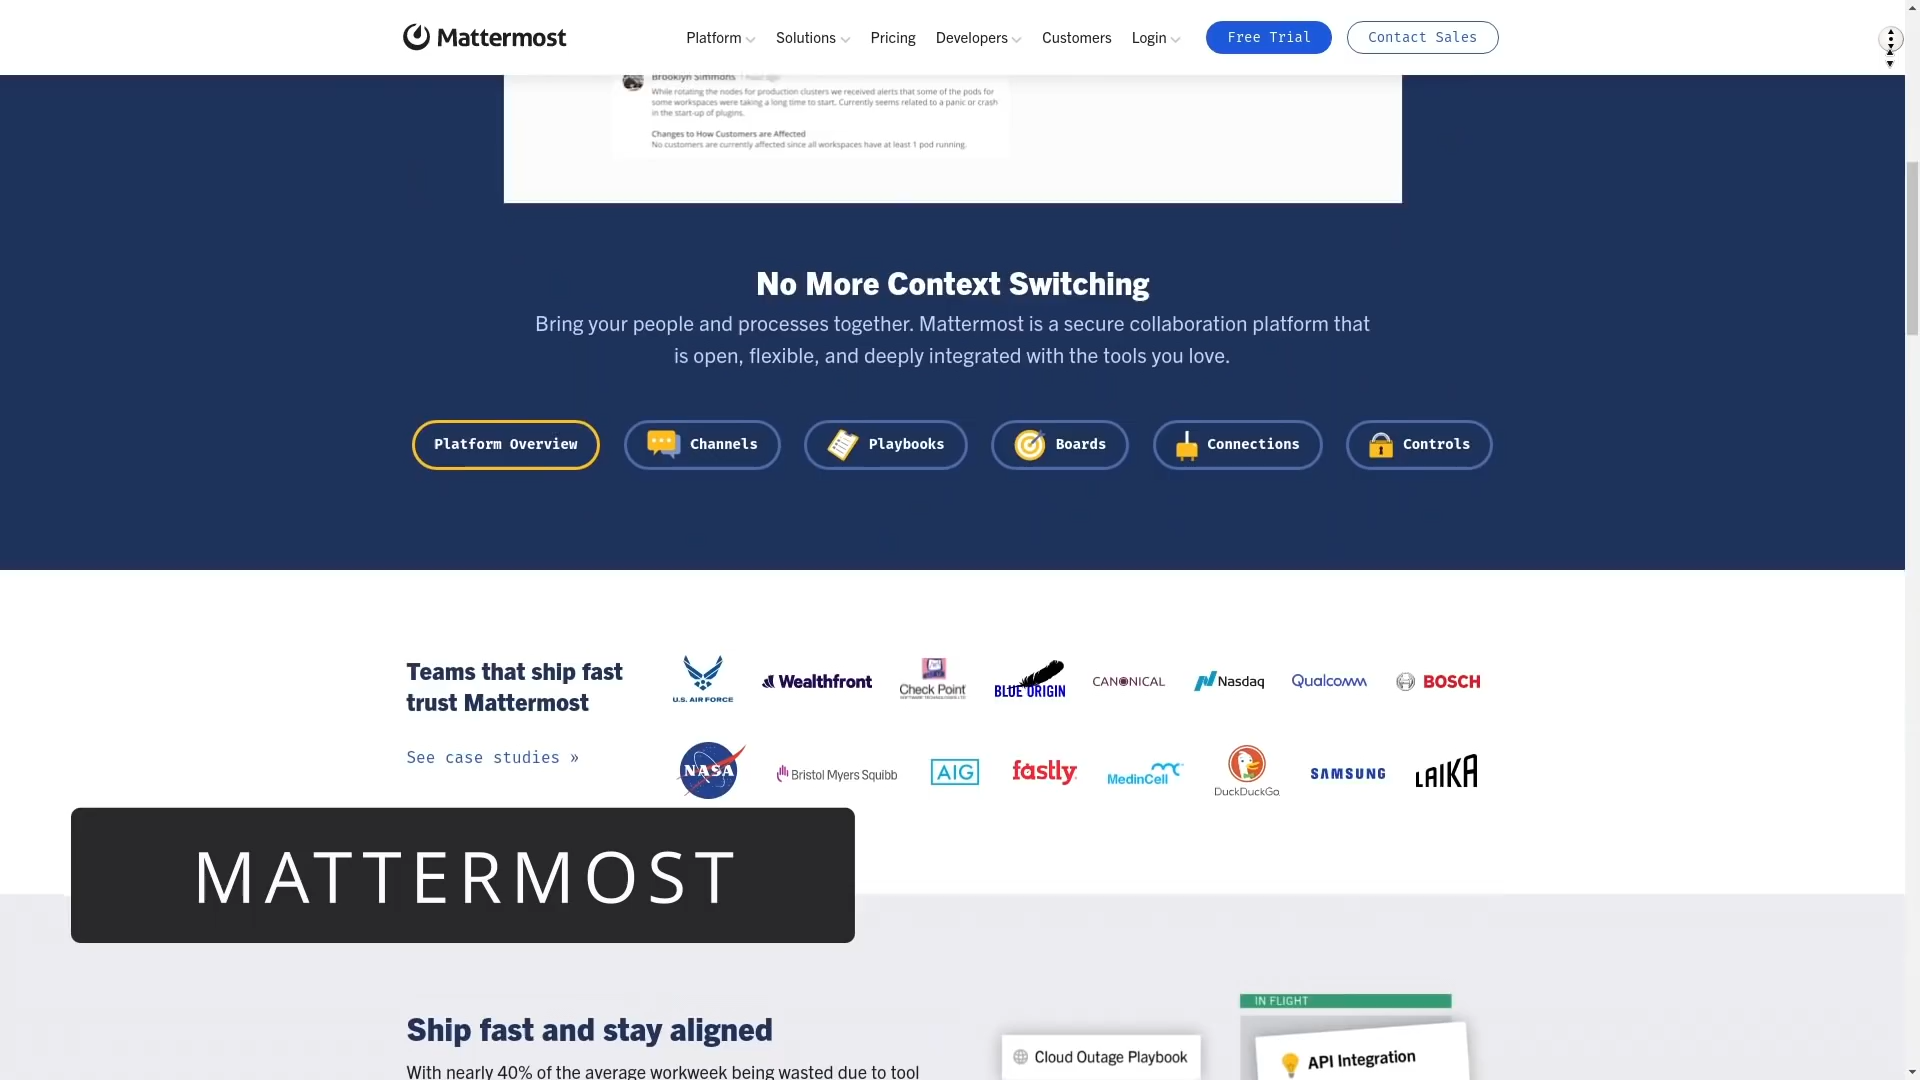 Mattermost
Platform
Solutions
Pricing
Developers
Customers
Login
Free Trial
Contact Sales
Brooklyn Simmons
While rotating the nodes for production clusters we received alerts that some of the pods for
some workspaces were taking a long time to start. Currently seems related to a panic or crash
in the start-up of plugins.
Changes to How Customers are Affected
No customers are currently affected since all workspaces have at least 1 pod running.
No More Context Switching
Bring your people and processes together. Mattermost is a secure collaboration platform that
is open, flexible, and deeply integrated with the tools you love.
Platform Overview
Channels
Playbooks
Boards
Connections
Controls
Teams that ship fast
trust Mattermost
See case studies »
U.S. AIR FORCE
Wealthfront
Check Point
SOFTWARE TECHNOLOGIES LTD.
BLUE ORIGIN
CANONICAL
Nasdaq
Qualcomm
BOSCH
NASA
Bristol Myers Squibb
AIG
fastly
MedinCell
DuckDuckGo
SAMSUNG
LAIKA
MATTERMOST
Ship fast and stay aligned
With nearly 40% of the average workweek being wasted due to tool
IN FLIGHT
Cloud Outage Playbook
API Integration